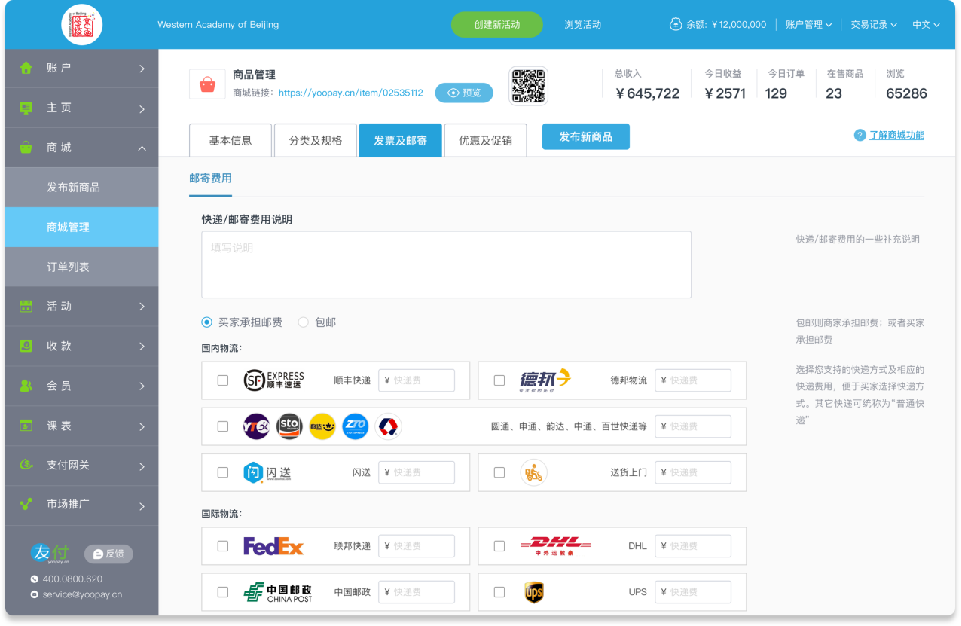 Western Academy of Beijing
创建新活动
浏览活动
余额: ￥12,000,000
账户管理
交易记录
中文
账户
主页
商城
发布新商品
商城管理
订单列表
活动
收款
会员
课表
支付网关
市场推广
友付
yoopay.cn
反馈
400.0800.620
service@yoopay.cn
商品管理
商城链接: https://yoopay.cn/item/02535112
预览
总收入
￥645,722
今日收益
￥2571
今日订单
129
在售商品
23
浏览
65286
基本信息
分类及规格
发票及邮寄
优惠及促销
发布新商品
了解商城功能
邮寄费用
快递/邮寄费用说明
填写说明
快递/邮寄费用的一些补充说明
买家承担邮费
包邮
包邮则商家承担邮费；或者买家
承担邮费
国内物流:
SF EXPRESS
顺丰速运
顺丰快递
￥ 快递费
德邦
德邦物流
￥ 快递费
选择您支持的快递方式及相应的
快递费用，便于买家选择快递方
式。其它快递可统称为“普通快
递”
YTO
sto
韵达
ZTO
圆通、申通、韵达、中通、百世快递等
￥ 快递费
闪送
闪送
￥ 快递费
送货上门
￥ 快递费
国际物流:
FedEx
联邦快递
￥ 快递费
DHL
中外运敦豪
DHL
￥ 快递费
中国邮政
CHINA POST
中国邮政
￥ 快递费
ups
UPS
￥ 快递费